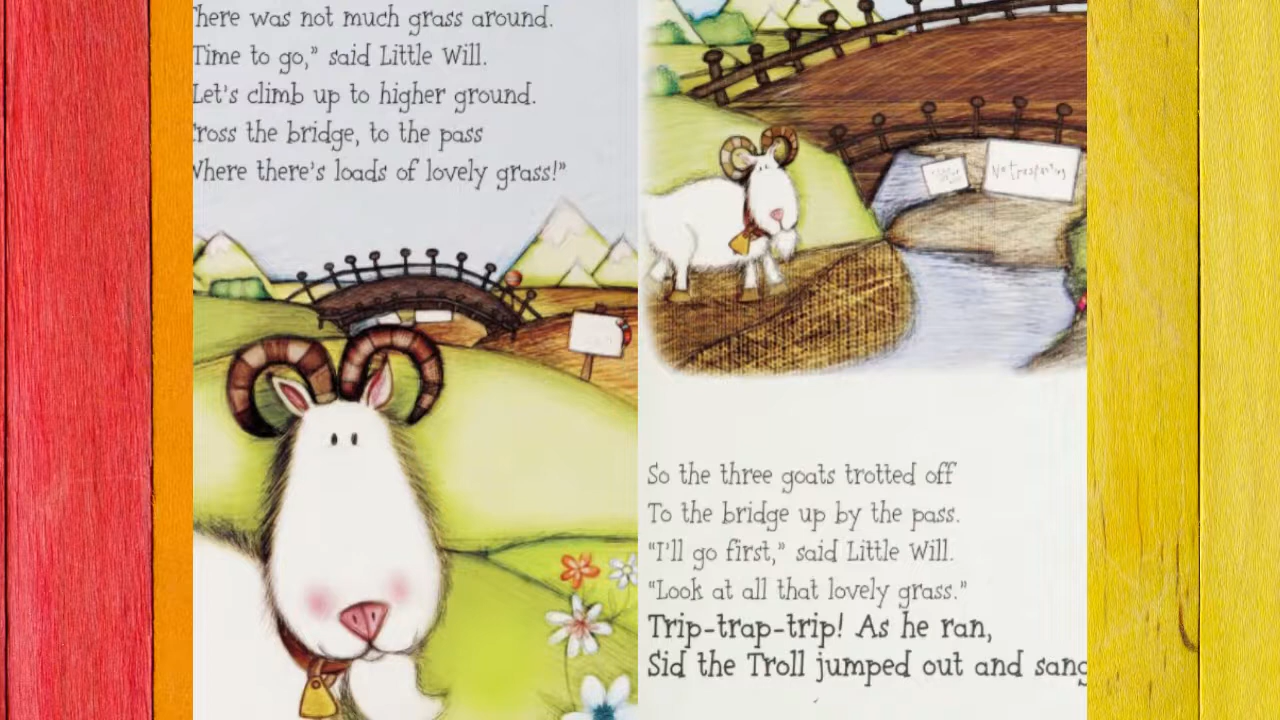 here was not much grass around.
Time to go,” said Little Will.
Let's climb up to higher ground.
ross the bridge, to the pass
here there's loads of lovely grass!”
No traspasing
So the three goats trotted off
To the bridge up by the pass.
“I'll go first,” said Little Will.
“Look at all that lovely grass.”
Trip-trap-trip! As he ran,
Sid the Troll jumped out and sang